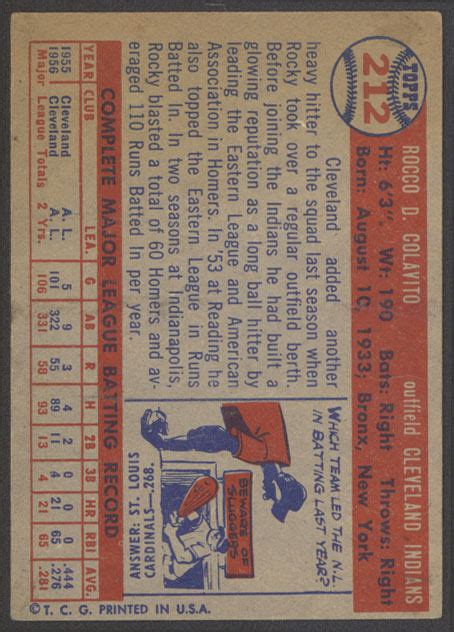 TOPPS
212
ROCCO D. COLAVITO outfield CLEVELAND INDIANS
Ht: 6'3". Wt: 190 Bats: Right Throws: Right
Born: August 10, 1933; Bronx, New York
Cleveland added another
heavy hitter to the squad last season when
Rocky took over a regular outfield berth.
Before joining the Indians he had built a
glowing reputation as a long ball hitter by
leading the Eastern League and American
Association in Homers. In '53 at Reading he
also topped the Eastern League in Runs
Batted In. In two seasons at Indianapolis,
Rocky blasted a total of 60 Homers and av-
eraged 110 Runs Batted In per year.
WHICH TEAM LED THE N.L.
IN BATTING LAST YEAR?
BEWARE OF
SLUGGERS
ANSWER: ST. LOUIS
CARDINALS—.268.
COMPLETE MAJOR LEAGUE BATTING RECORD
YEAR CLUB LEA. G AB R H 2B 3B HR RBI AVG.
1955 Cleveland A. L. 5 9 3 4 2 0 0 0 .444
1956 Cleveland A. L. 101 322 55 89 11 4 21 65 .276
Major League Totals 2 Yrs. 106 331 58 93 13 4 21 65 .281
©T. C. G. PRINTED IN U.S.A.